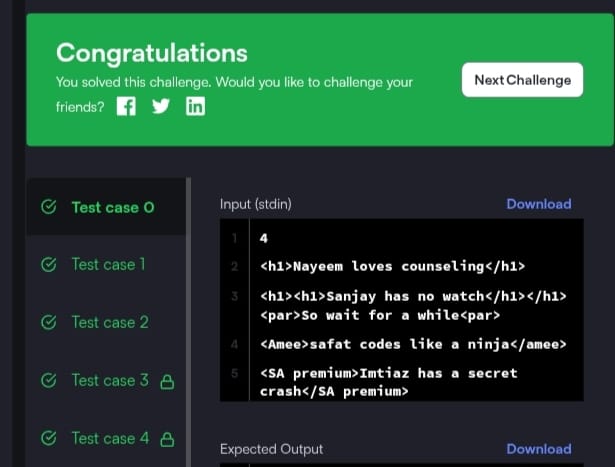 Congratulations
You solved this challenge. Would you like to challenge your
friends?
Next Challenge
Test case 0
Test case 1
Test case 2
Test case 3
Test case 4
Input (stdin)
Download
1 4
2 <h1>Nayeem loves counseling</h1>
3 <h1><h1>Sanjay has no watch</h1></h1>
<par>So wait for a while<par>
4 <Amee>safat codes like a ninja</amee>
5 <SA premium>Imtiaz has a secret
crash</SA premium>
Expected Output
Download